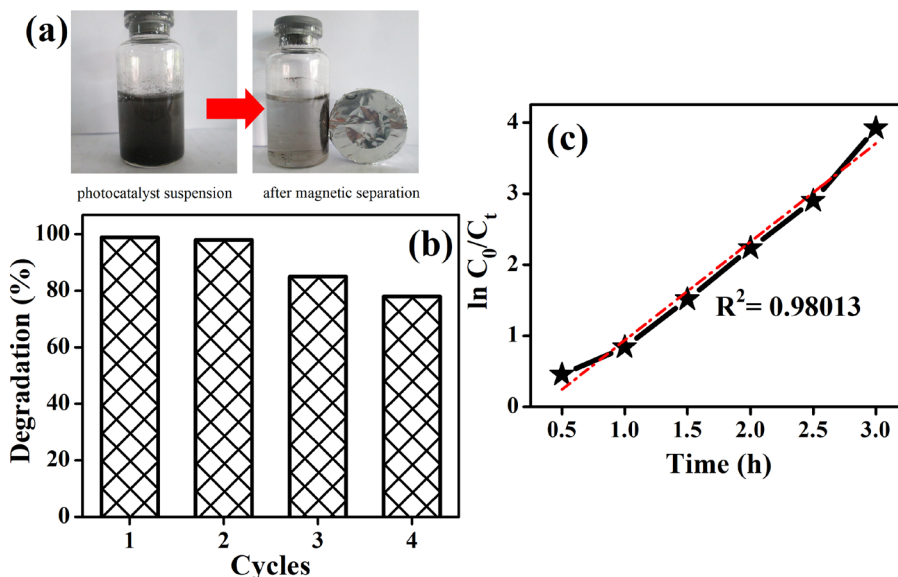 (a)
photocatalyst suspension
after magnetic separation
(b)
Degradation (%)
100
80
60
40
20
0
1
2
3
4
Cycles
(c)
ln C₀/Cₜ
4
3
2
1
0
R²= 0.98013
0.5
1.0
1.5
2.0
2.5
3.0
Time (h)